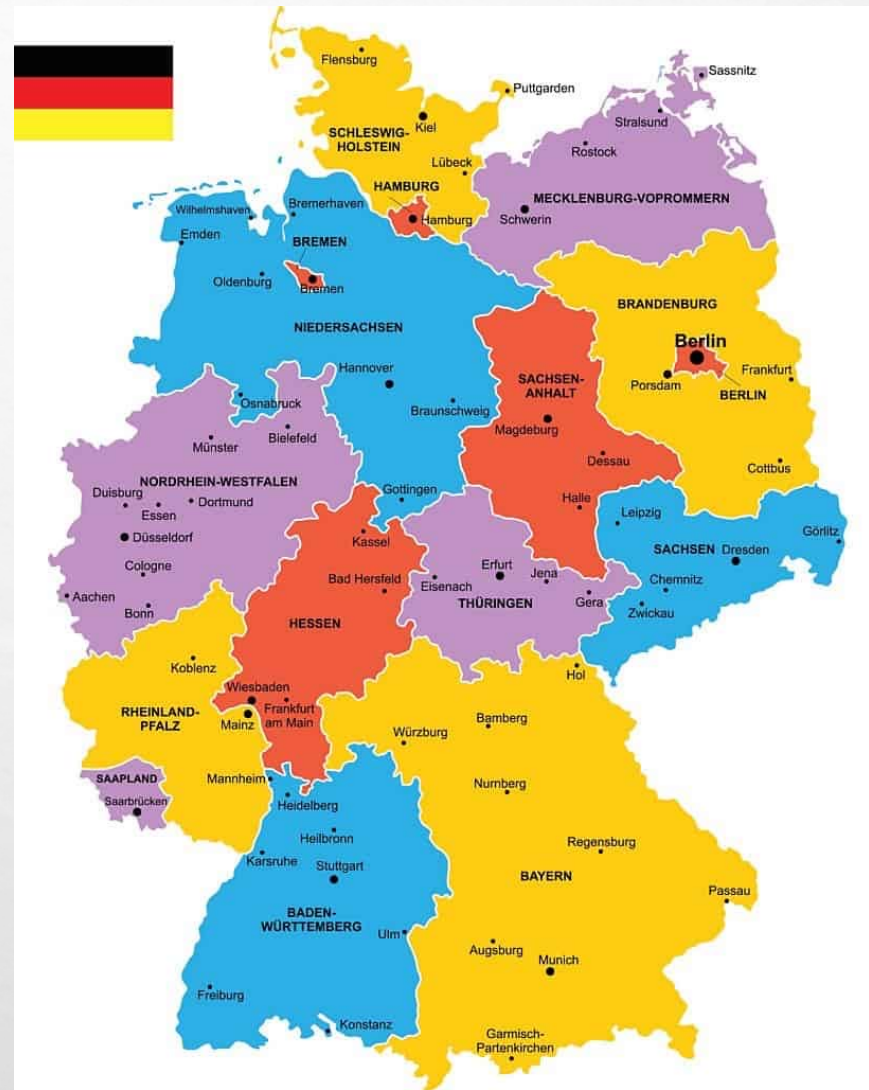 Flensburg
Sassnitz
Puttgarden
Kiel
Stralsund
SCHLESWIG-
HOLSTEIN
Rostock
Lübeck
HAMBURG
MECKLENBURG-VOPROMMERN
Wilhelmshaven
Bremerhaven
Hamburg
Schwerin
Emden
BREMEN
Oldenburg
Bremen
BRANDENBURG
NIEDERSACHSEN
Berlin
Hannover
SACHSEN-
ANHALT
Frankfurt
Porsdam
BERLIN
Osnabruck
Braunschweig
Magdeburg
Münster
Bielefeld
Dessau
Cottbus
NORDRHEIN-WESTFALEN
Duisburg
Dortmund
Gottingen
Essen
Halle
Leipzig
Görlitz
Düsseldorf
Kassel
SACHSEN
Dresden
Cologne
Bad Hersfeld
Erfurt
Jena
Eisenach
Chemnitz
Aachen
THÜRINGEN
Gera
Zwickau
Bonn
HESSEN
Koblenz
Hol
Wiesbaden
RHEINLAND-
PFALZ
Mainz
Frankfurt
am Main
Bamberg
Würzburg
SAAPLAND
Mannheim
Nurnberg
Saarbrücken
Heidelberg
Heilbronn
Regensburg
Karsruhe
Stuttgart
BAYERN
Passau
BADEN-
WÜRTTEMBERG
Ulm
Augsburg
Munich
Freiburg
Konstanz
Garmisch-
Partenkirchen